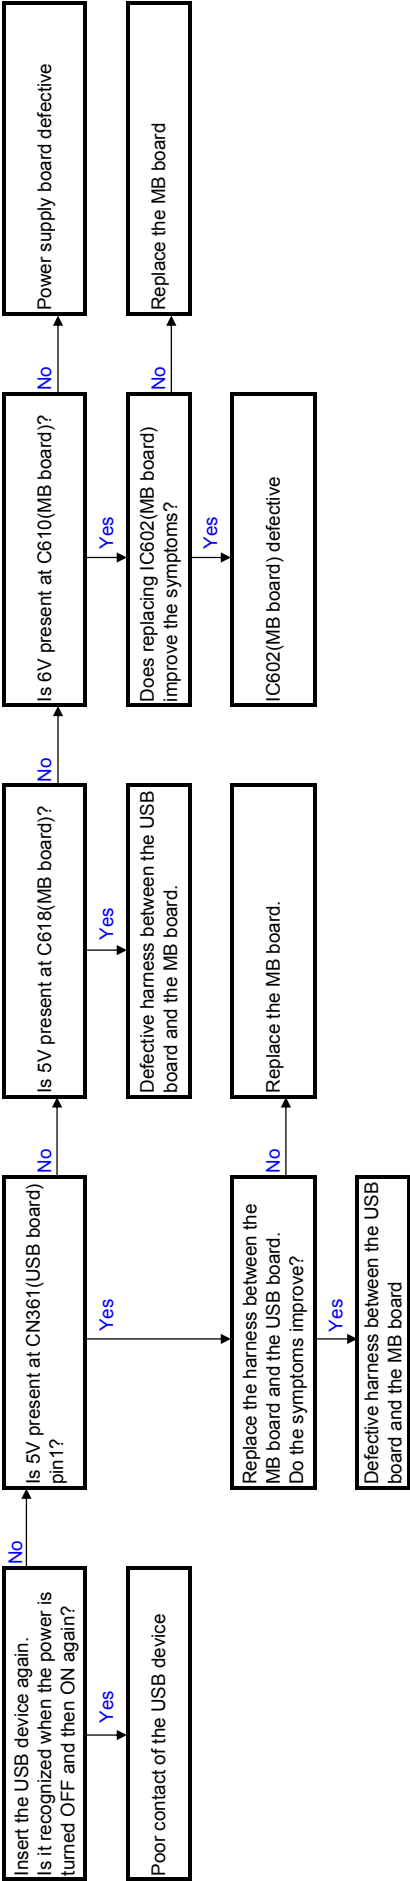 Insert the USB device again.
Is it recognized when the power is
turned OFF and then ON again?
No
Yes
Poor contact of the USB device
Is 5V present at CN361(USB board)
pin1?
No
Yes
Replace the harness between the
MB board and the USB board.
Do the symptoms improve?
No
Yes
Defective harness between the USB
board and the MB board
Replace the MB board.
Is 5V present at C618(MB board)?
No
Yes
Defective harness between the USB
board and the MB board.
Is 6V present at C610(MB board)?
No
Yes
Power supply board defective
Does replacing IC602(MB board)
improve the symptoms?
No
Yes
Replace the MB board
IC602(MB board) defective